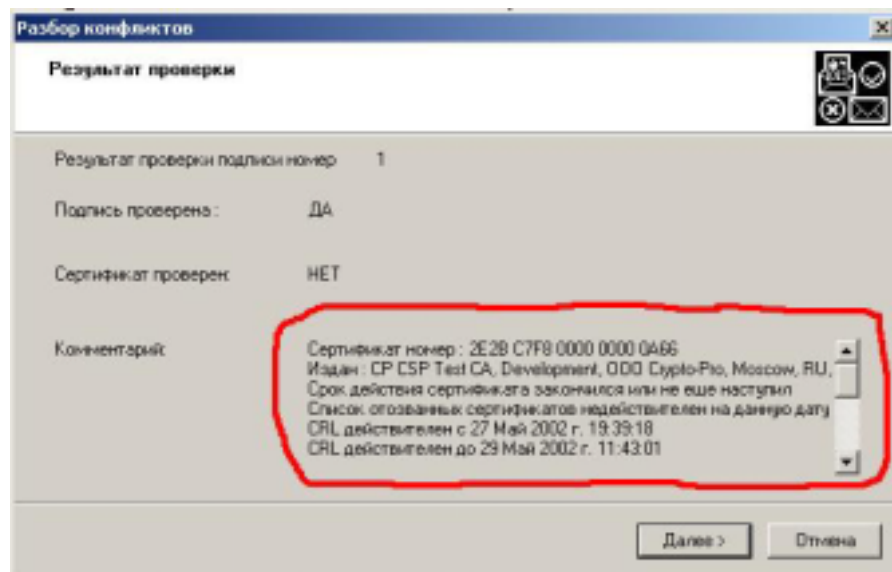 Разбор конфликтов
Результат проверки
Результат проверки подписи номер 1
Подпись проверена : ДА
Сертификат проверен: НЕТ
Комментарий: Сертификат номер : 2E2B C7F8 0000 0000 0A66
Издан : CP CSP Test CA, Development, ООО Crypto-Pro, Moscow, RU,
Срок действия сертификата закончился или не еше наступил
Список отозванных сертификатов недействителен на данную дату
CRL действителен с 27 Май 2002 г. 19:39:18
CRL действителен до 29 Май 2002 г. 11:43:01
Далее > Отмена